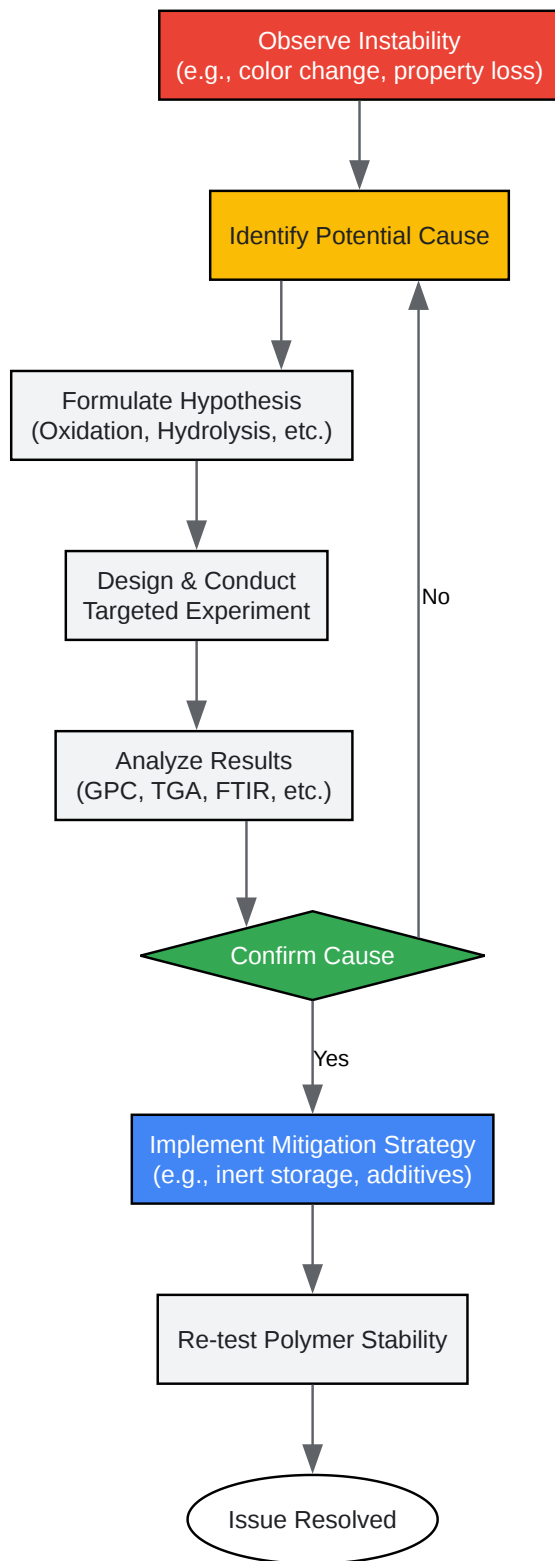 Observe Instability
(e.g., color change, property loss)
Identify Potential Cause
Formulate Hypothesis
(Oxidation, Hydrolysis, etc.)
Design & Conduct
Targeted Experiment
No
Analyze Results
(GPC, TGA, FTIR, etc.)
Confirm Cause
Yes
Implement Mitigation Strategy
(e.g., inert storage, additives)
Re-test Polymer Stability
Issue Resolved